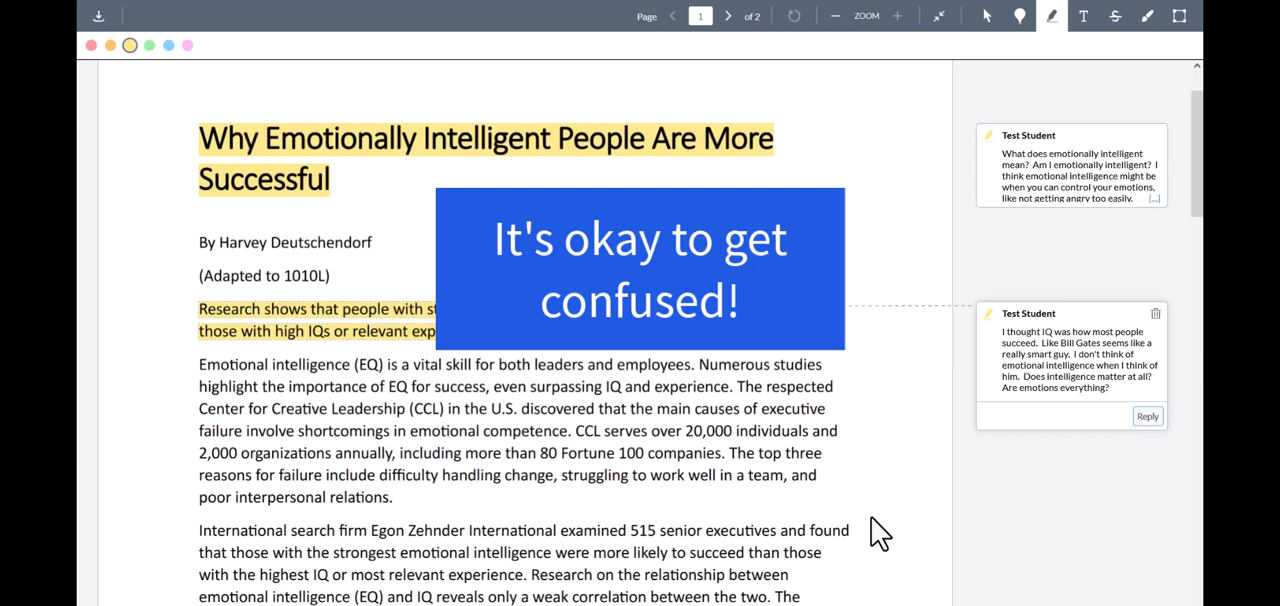 Page 1 of 2 ZOOM
Why Emotionally Intelligent People Are More
Successful
By Harvey Deutschendorf
(Adapted to 1010L)
Research shows that people with
those with high IQs or relevant
It's okay to get
confused!
Emotional intelligence (EQ) is a vital skill for both leaders and employees. Numerous studies
highlight the importance of EQ for success, even surpassing IQ and experience. The respected
Center for Creative Leadership (CCL) in the U.S. discovered that the main causes of executive
failure involve shortcomings in emotional competence. CCL serves over 20,000 individuals and
2,000 organizations annually, including more than 80 Fortune 100 companies. The top three
reasons for failure include difficulty handling change, struggling to work well in a team, and
poor interpersonal relations.
International search firm Egon Zehnder International examined 515 senior executives and found
that those with the strongest emotional intelligence were more likely to succeed than those
with the highest IQ or most relevant experience. Research on the relationship between
emotional intelligence (EQ) and IQ reveals only a weak correlation between the two. The
Test Student
What does emotionally intelligent
mean? Am I emotionally intelligent? I
think emotional intelligence might be
when you can control your emotions,
like not getting angry too easily. [...]
Test Student
I thought IQ was how most people
succeed. Like Bill Gates seems like a
really smart guy. I don't think of
emotional intelligence when I think of
him. Does intelligence matter at all?
Are emotions everything?
Reply